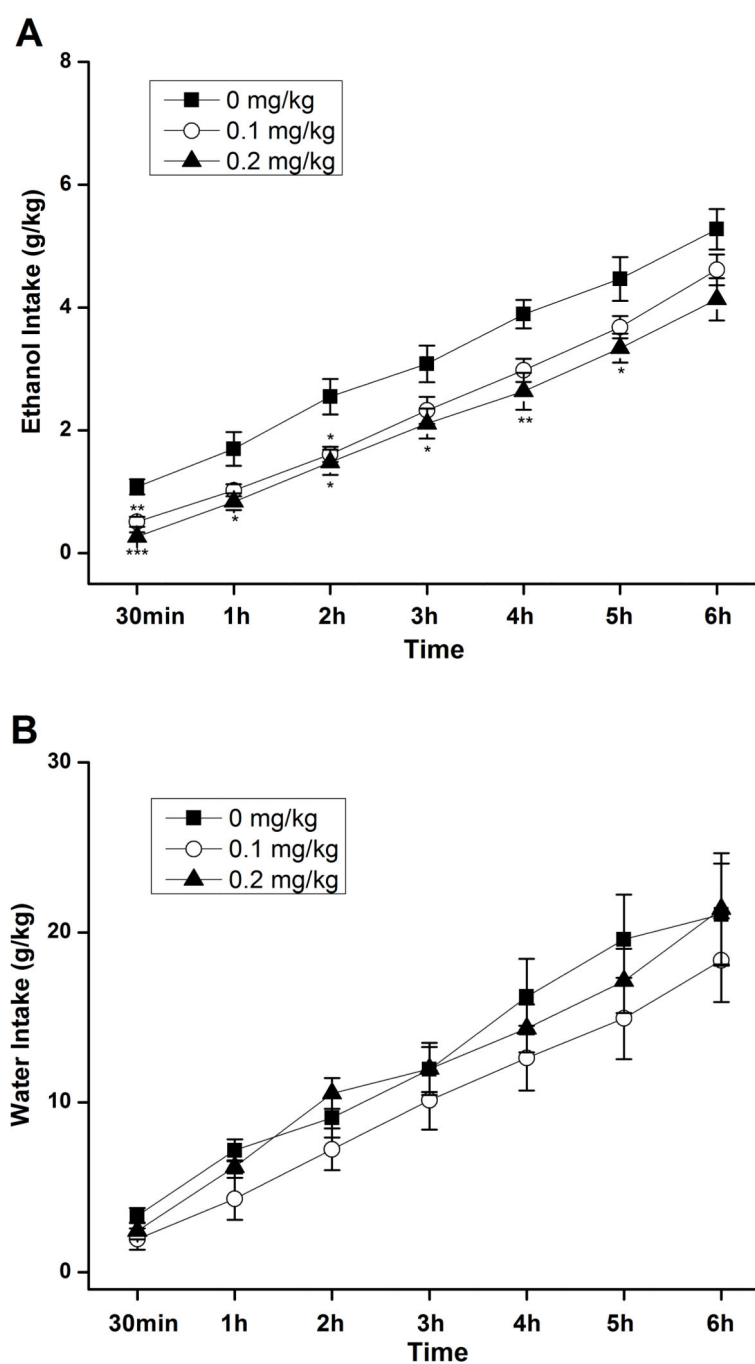 A
8
0 mg/kg
0.1 mg/kg
0.2 mg/kg
6
4
2
0
Ethanol Intake (g/kg)
*
**
*
**
*
*
*
***
30min 1h 2h 3h 4h 5h 6h
Time
B
30
0 mg/kg
0.1 mg/kg
0.2 mg/kg
20
10
0
Water Intake (g/kg)
30min 1h 2h 3h 4h 5h 6h
Time